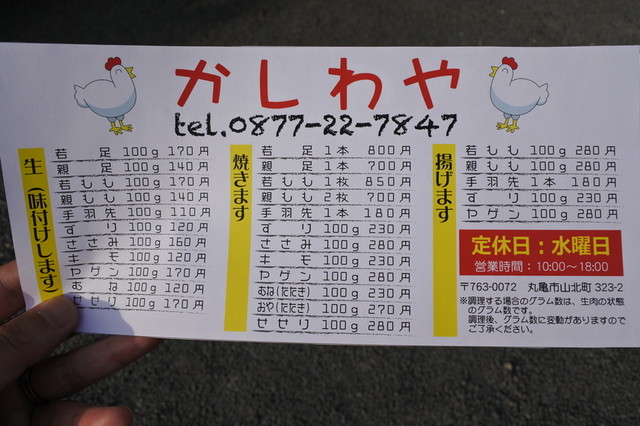 かしわや
tel.0877-22-7847
生(味付けします)
若足 100g 170円
親足 100g 140円
若もも 100g 170円
親もも 100g 140円
手羽先 100g 110円
ずり 100g 120円
ささみ 100g 160円
キモ 100g 120円
ヤゲン 100g 170円
むね 100g 120円
せせり 100g 170円
焼きます
若足 1本 800円
親足 1本 700円
若もも 1枚 850円
親もも 2枚 700円
手羽先 1本 180円
ずり 100g 230円
ささみ 100g 280円
キモ 100g 230円
ヤゲン 100g 280円
むね(たたき) 100g 230円
おや(たたき) 100g 270円
せせり 100g 280円
揚げます
若もも 100g 280円
親もも 100g 280円
手羽先 1本 180円
ずり 100g 230円
ヤゲン 100g 280円
定休日:水曜日
営業時間:10:00~18:00
〒763-0072 丸亀市山北町 323-2
※調理する場合のグラム数は、生肉の状態
のグラム数です。
調理後、グラム数に変動がありますので
ご了承ください。